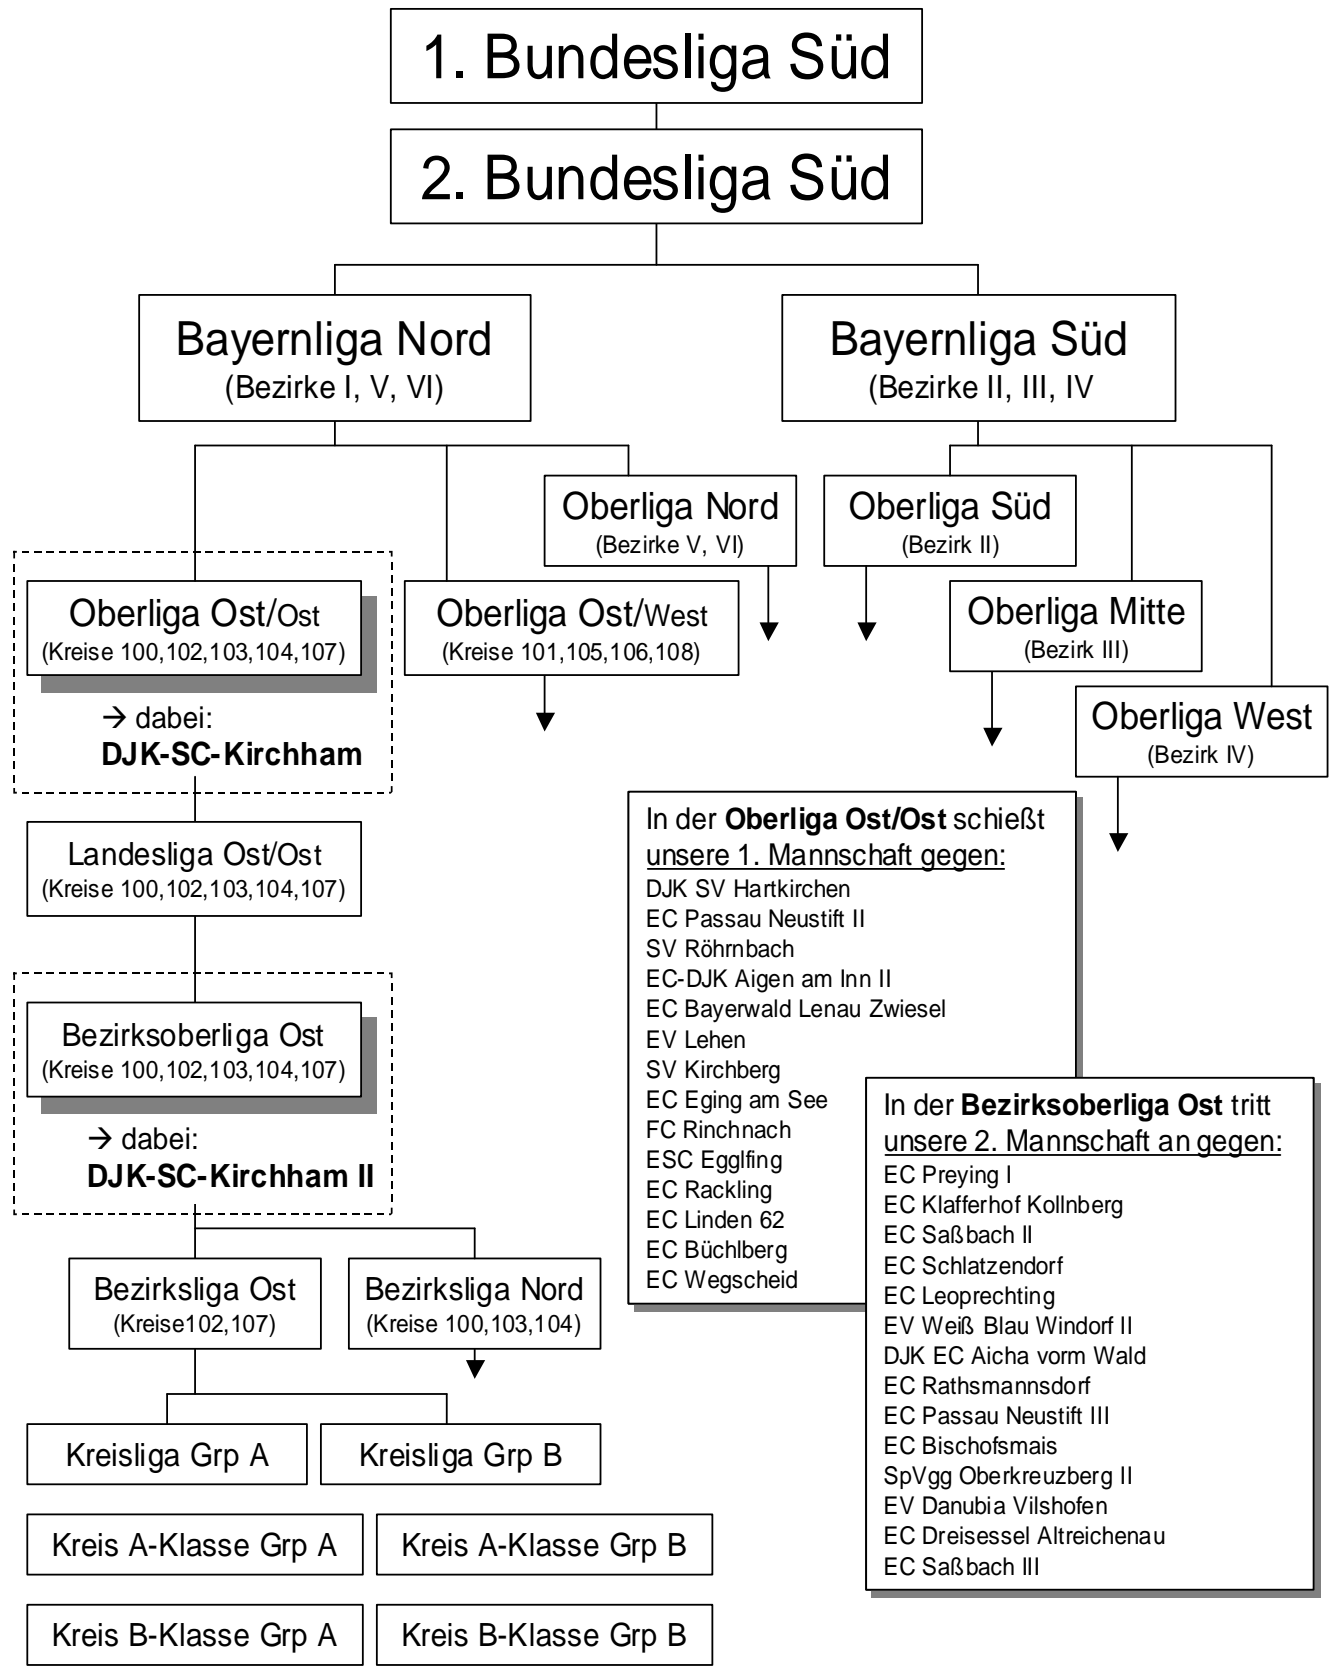 1. Bundesliga Süd
2. Bundesliga Süd
Bayernliga Nord
(Bezirke I, V, VI)
Bayernliga Süd
(Bezirke II, III, IV
Oberliga Nord
(Bezirke V, VI)
Oberliga Süd
(Bezirk II)
Oberliga Ost/Ost
(Kreise 100,102,103,104,107)
Oberliga Ost/West
(Kreise 101,105,106,108)
Oberliga Mitte
(Bezirk III)
Oberliga West
(Bezirk IV)
→ dabei:
DJK-SC-Kirchham
Landesliga Ost/Ost
(Kreise 100,102,103,104,107)
Bezirksoberliga Ost
(Kreise 100,102,103,104,107)
→ dabei:
DJK-SC-Kirchham II
Bezirksliga Ost
(Kreise102,107)
Bezirksliga Nord
(Kreise 100,103,104)
Kreisliga Grp A
Kreisliga Grp B
Kreis A-Klasse Grp A
Kreis A-Klasse Grp B
Kreis B-Klasse Grp A
Kreis B-Klasse Grp B
In der Oberliga Ost/Ost schießt
unsere 1. Mannschaft gegen:
DJK SV Hartkirchen
EC Passau Neustift II
SV Röhrnbach
EC-DJK Aigen am Inn II
EC Bayerwald Lenau Zwiesel
EV Lehen
SV Kirchberg
EC Eging am See
FC Rinchnach
ESC Egglfing
EC Rackling
EC Linden 62
EC Büchlberg
EC Wegscheid
In der Bezirksoberliga Ost tritt
unsere 2. Mannschaft an gegen:
EC Preying I
EC Klafferhof Kollnberg
EC Saßbach II
EC Schlatzendorf
EC Leoprechting
EV Weiß Blau Windorf II
DJK EC Aicha vorm Wald
EC Rathsmannsdorf
EC Passau Neustift III
EC Bischofsmais
SpVgg Oberkreuzberg II
EV Danubia Vilshofen
EC Dreisessel Altreichenau
EC Saßbach III